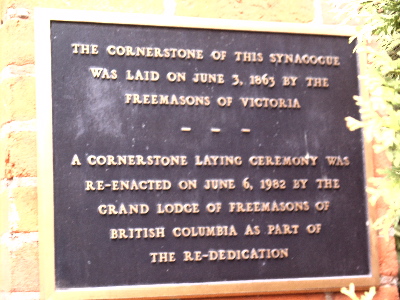 THE CORNERSTONE OF THIS SYNAGOGUE
WAS LAID ON JUNE 3, 1863 BY THE
FREEMASONS OF VICTORIA
– – –
A CORNERSTONE LAYING CEREMONY WAS
RE-ENACTED ON JUNE 6, 1982 BY THE
GRAND LODGE OF FREEMASONS OF
BRITISH COLUMBIA AS PART OF
THE RE-DEDICATION